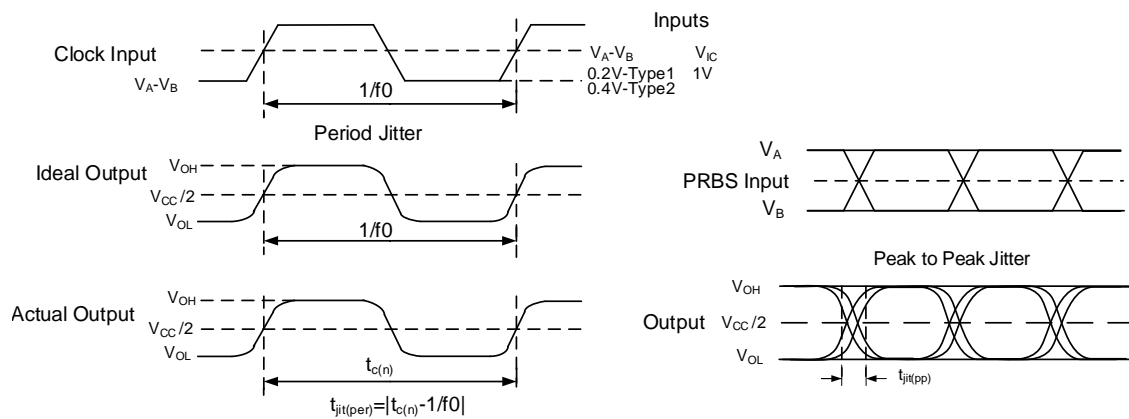 Inputs
Clock Input
V_A-V_B V_IC
V_A-V_B
0.2V-Type1 1V
0.4V-Type2
1/f0
Period Jitter
Ideal Output
V_OH
V_CC/2
V_OL
1/f0
Actual Output
V_OH
V_CC/2
V_OL
t_c(n)
t_jit(per)=|t_c(n)-1/f0|
V_A
PRBS Input
V_B
Peak to Peak Jitter
V_OH
Output
V_CC/2
V_OL
t_jit(pp)